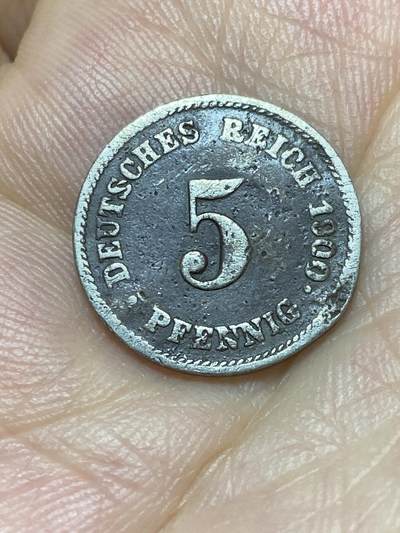 DEUTSCHES REICH 1900.
5
PFENNIG